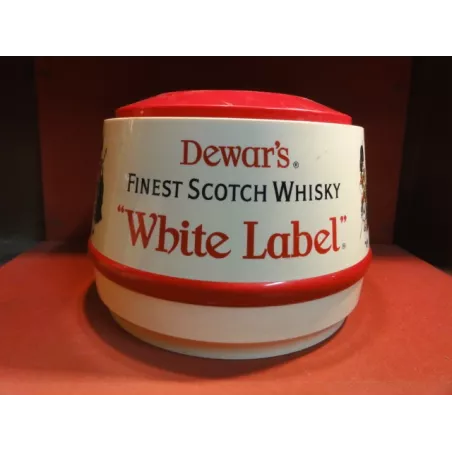 Dewar's®
FINEST SCOTCH WHISKY
"White Label"®